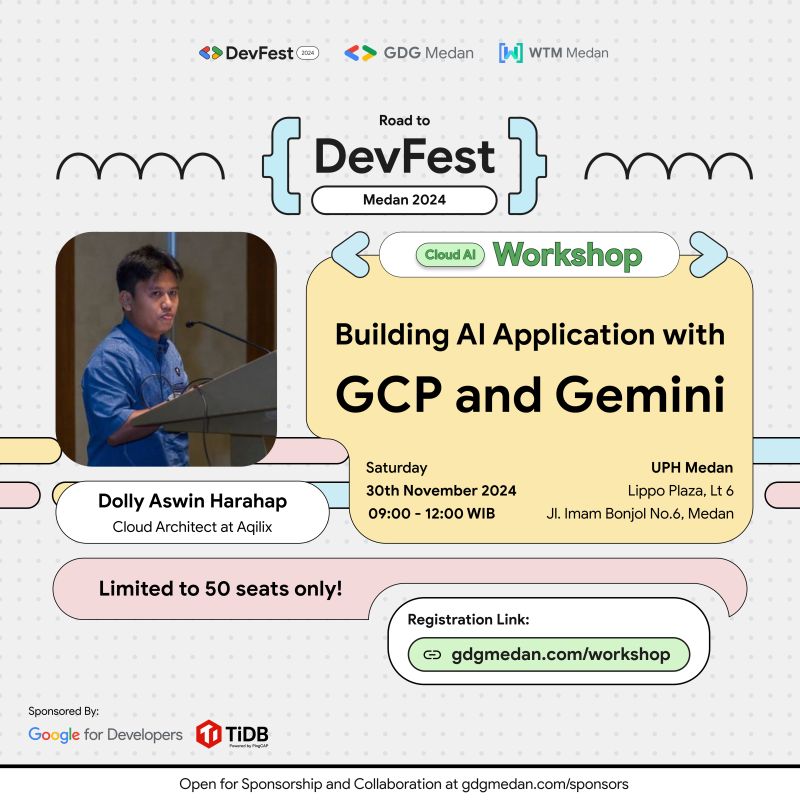 DevFest 2024 GDG Medan WTM Medan
Road to
DevFest
Medan 2024
Cloud AI Workshop
Building AI Application with
GCP and Gemini
Saturday
30th November 2024
09:00 - 12:00 WIB
UPH Medan
Lippo Plaza, Lt 6
Jl. Imam Bonjol No.6, Medan
Dolly Aswin Harahap
Cloud Architect at Aqilix
Limited to 50 seats only!
Registration Link:
gdgmedan.com/workshop
Sponsored By:
Google for Developers TiDB
Powered by PingCAP
Open for Sponsorship and Collaboration at gdgmedan.com/sponsors